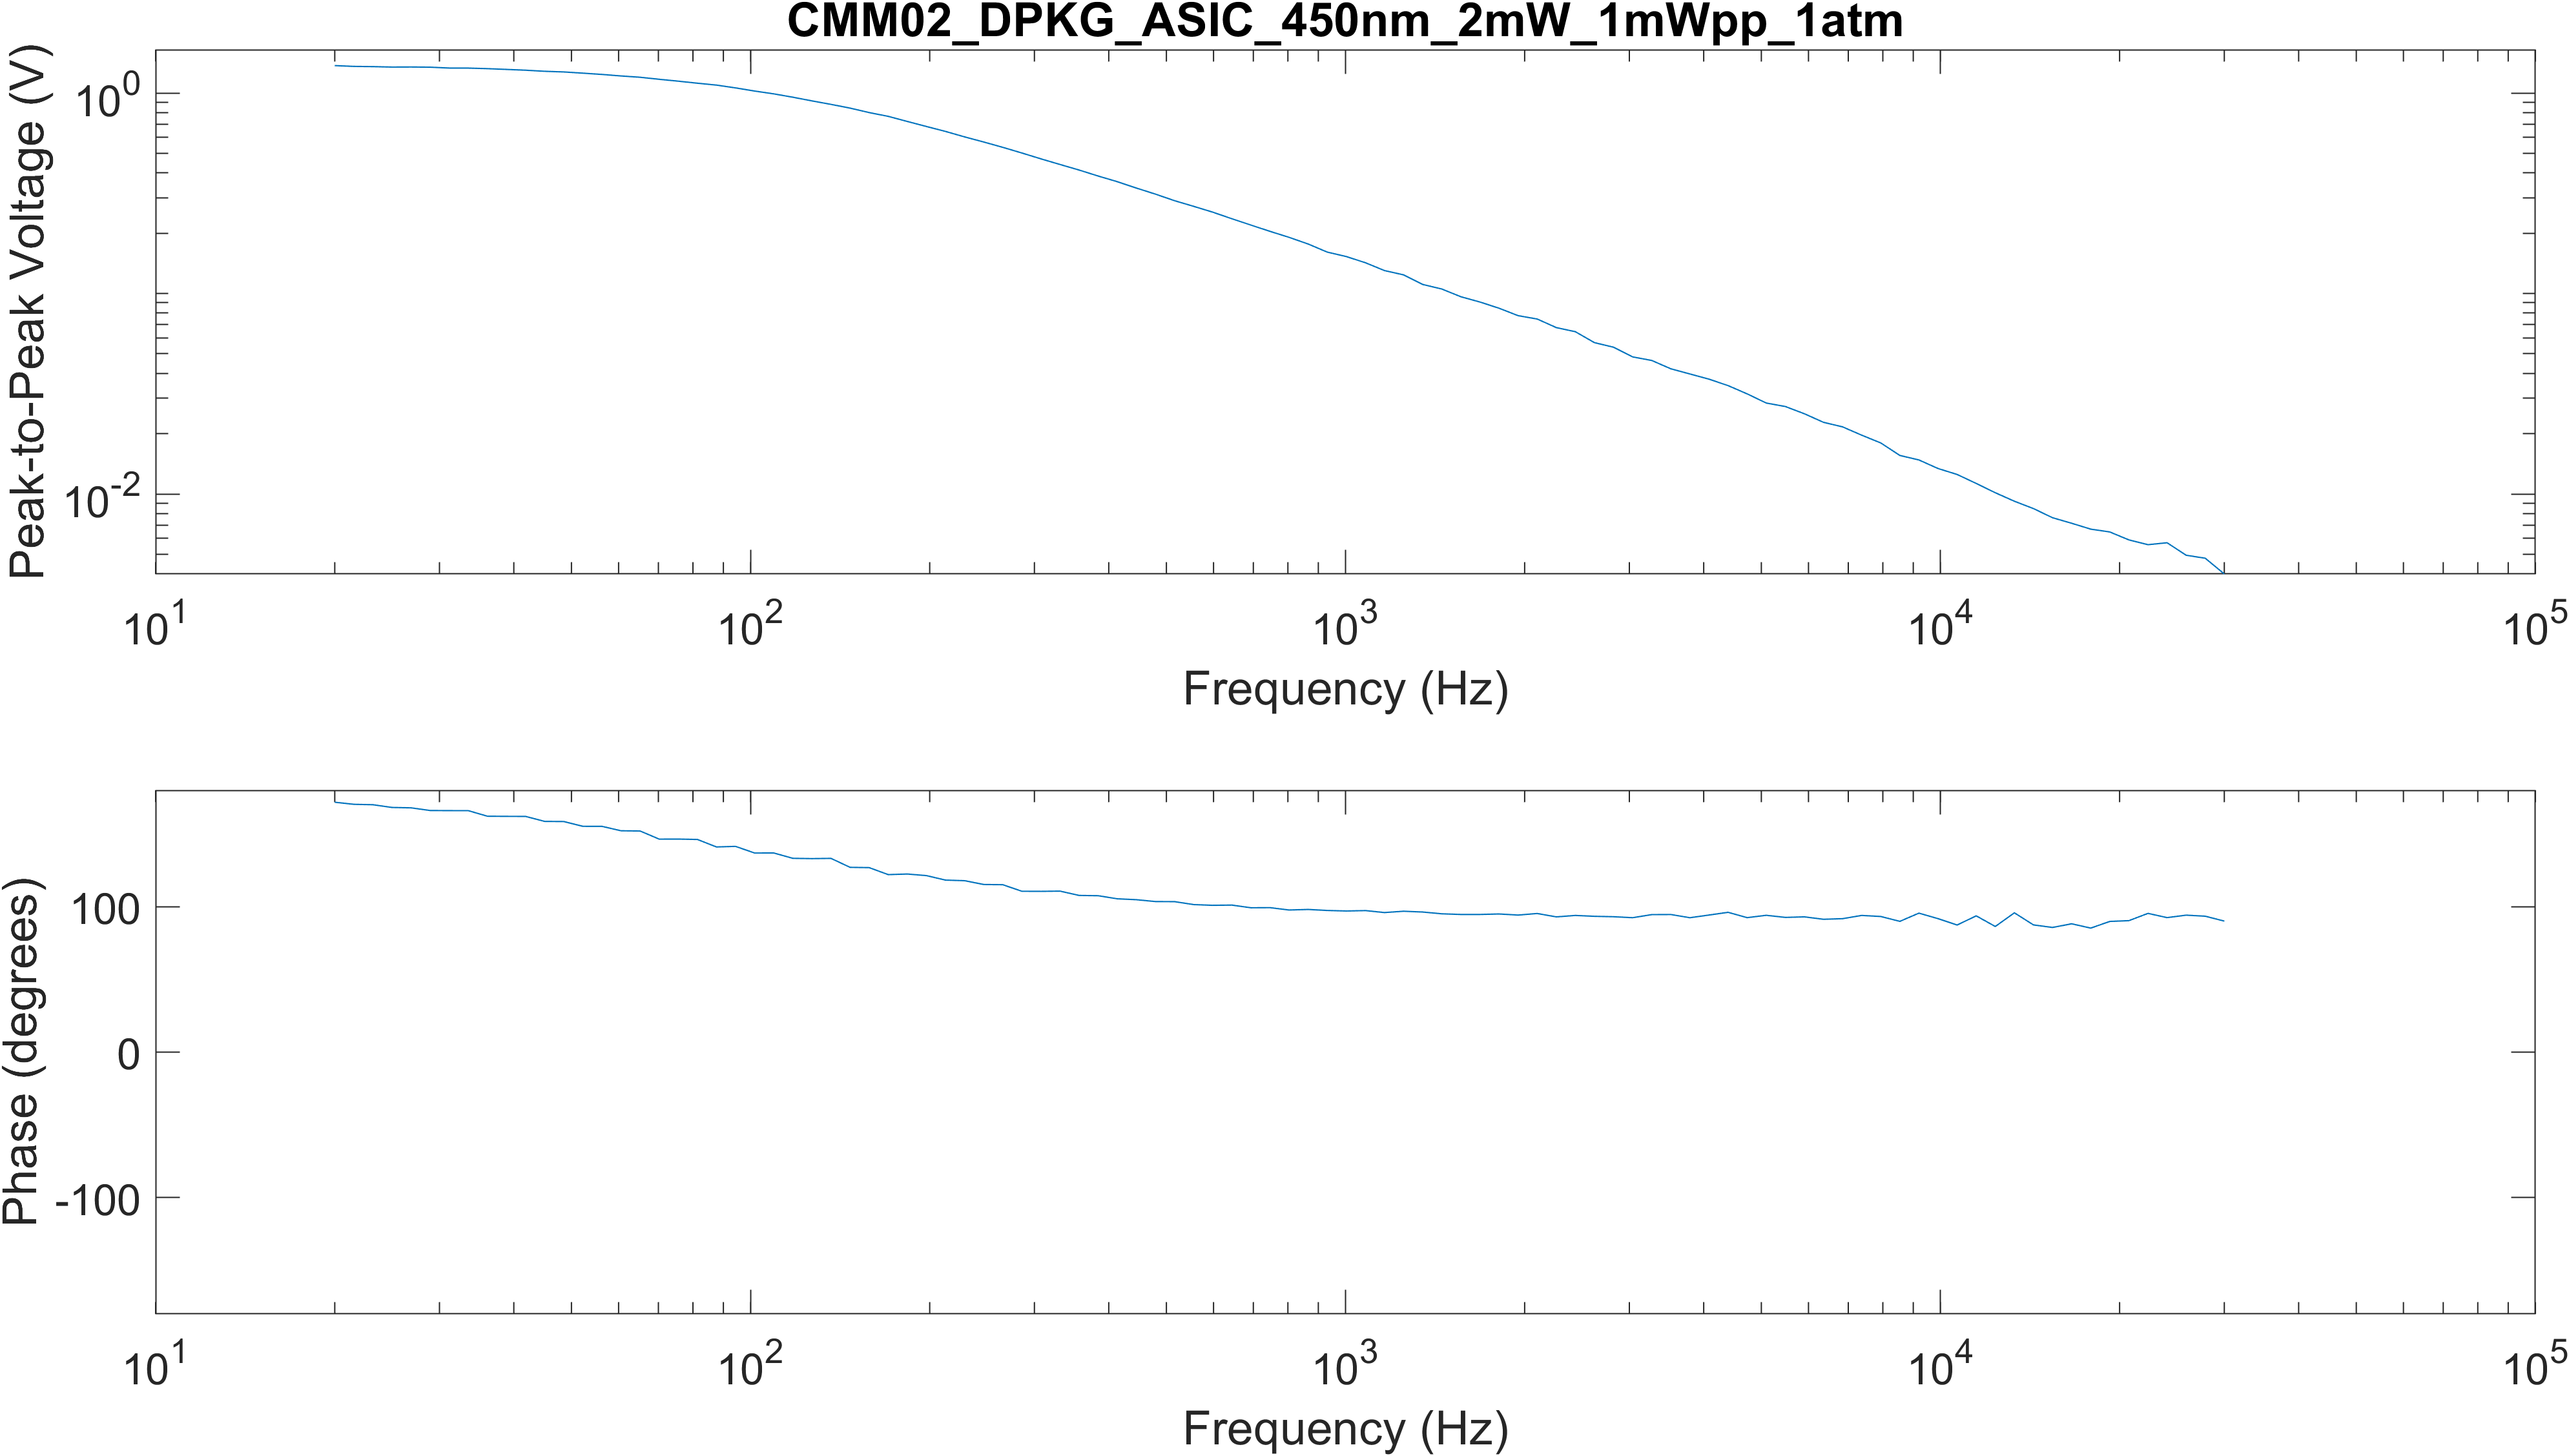 CMM02_DPKG_ASIC_450nm_2mW_1mWpp_1atm
Peak-to-Peak Voltage (V)
10^0
10^-2
10^1 10^2 10^3 10^4 10^5
Frequency (Hz)
Phase (degrees)
100
0
-100
10^1 10^2 10^3 10^4 10^5
Frequency (Hz)